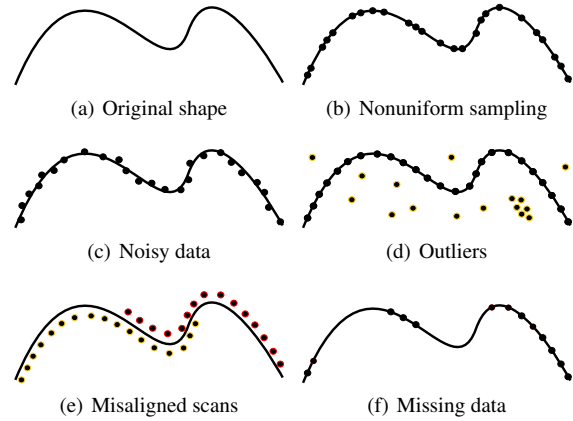 (a) Original shape
(b) Nonuniform sampling
(c) Noisy data
(d) Outliers
(e) Misaligned scans
(f) Missing data